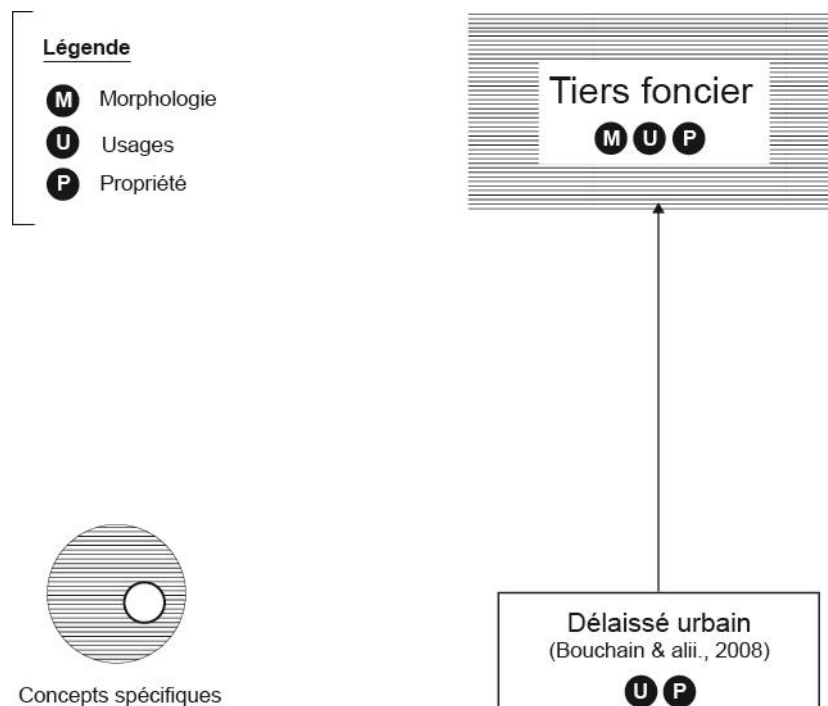 Légende
M Morphologie
U Usages
P Propriété
Tiers foncier
M U P
Concepts spécifiques
Délaissé urbain
(Bouchain & alii., 2008)
U P